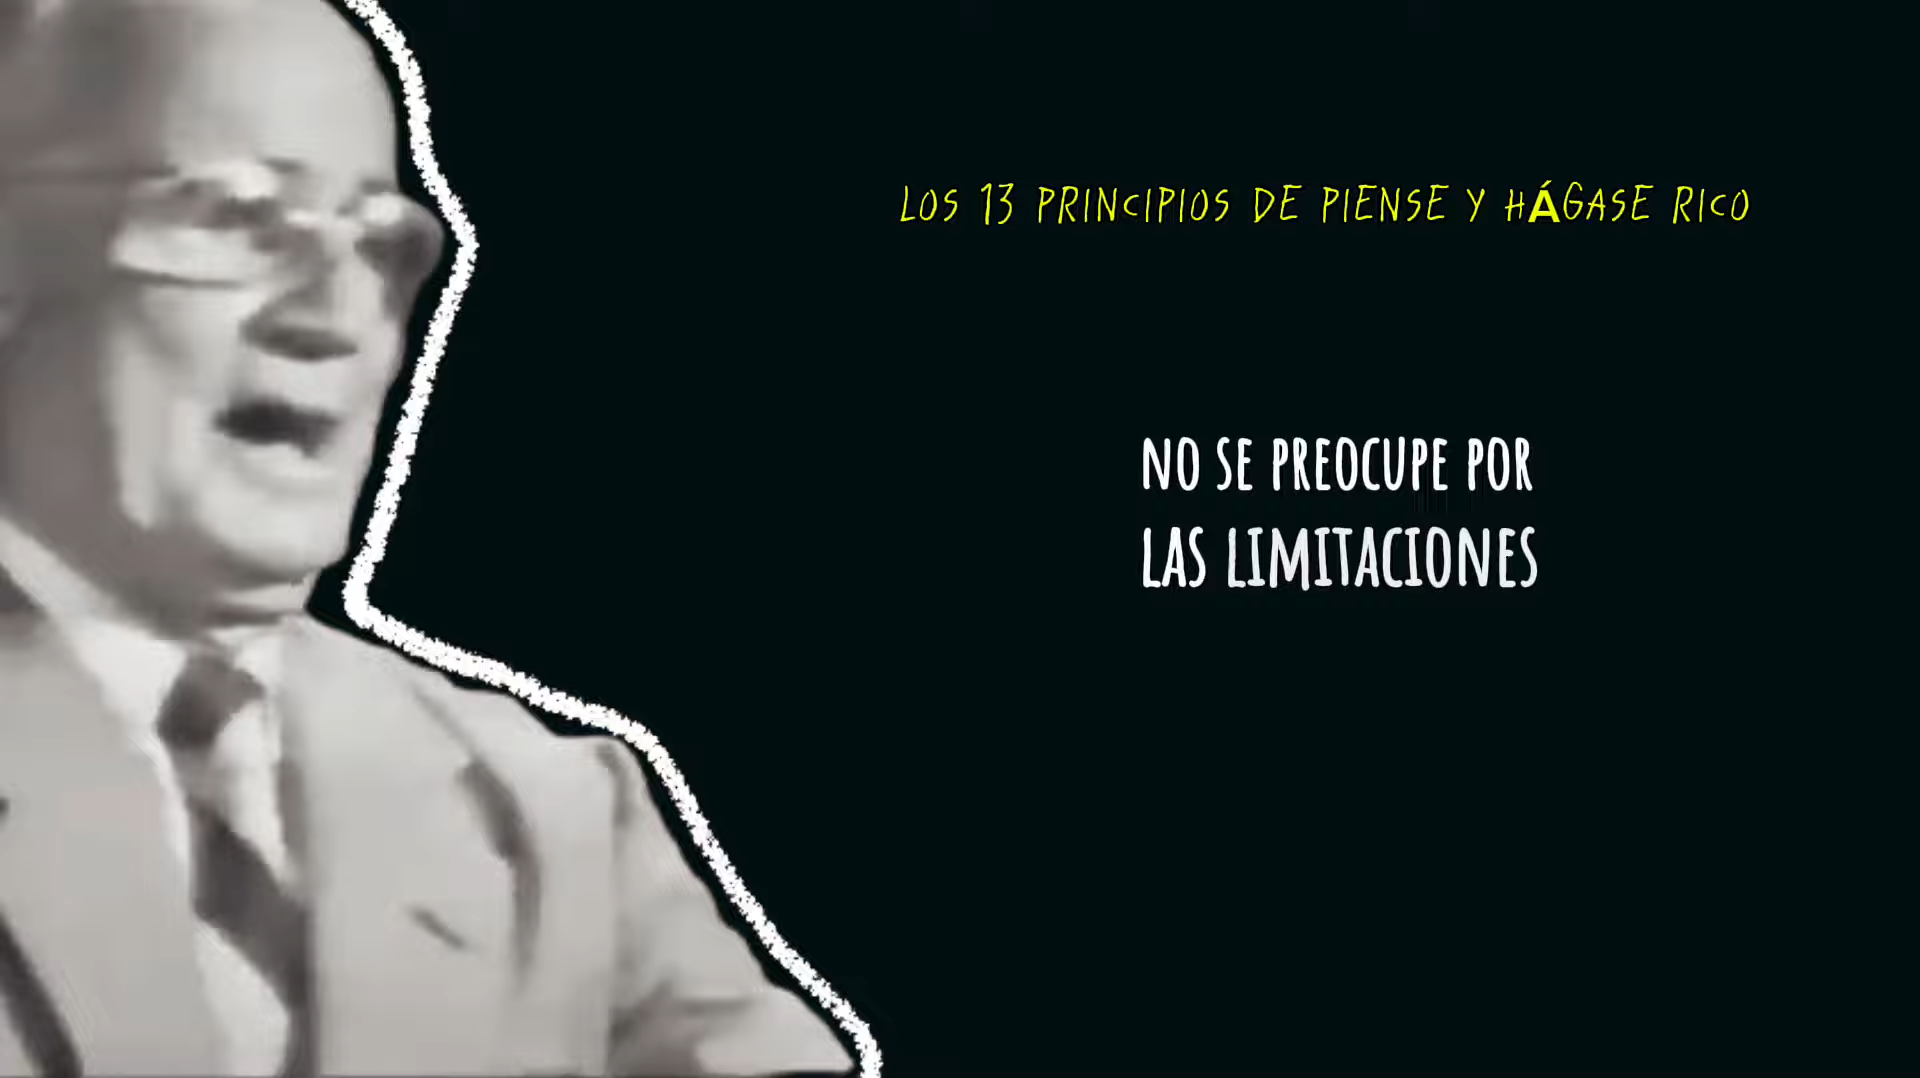 LOS 13 PRINCIPIOS DE PIENSE Y HÁGASE RICO
NO SE PREOCUPE POR
LAS LIMITACIONES